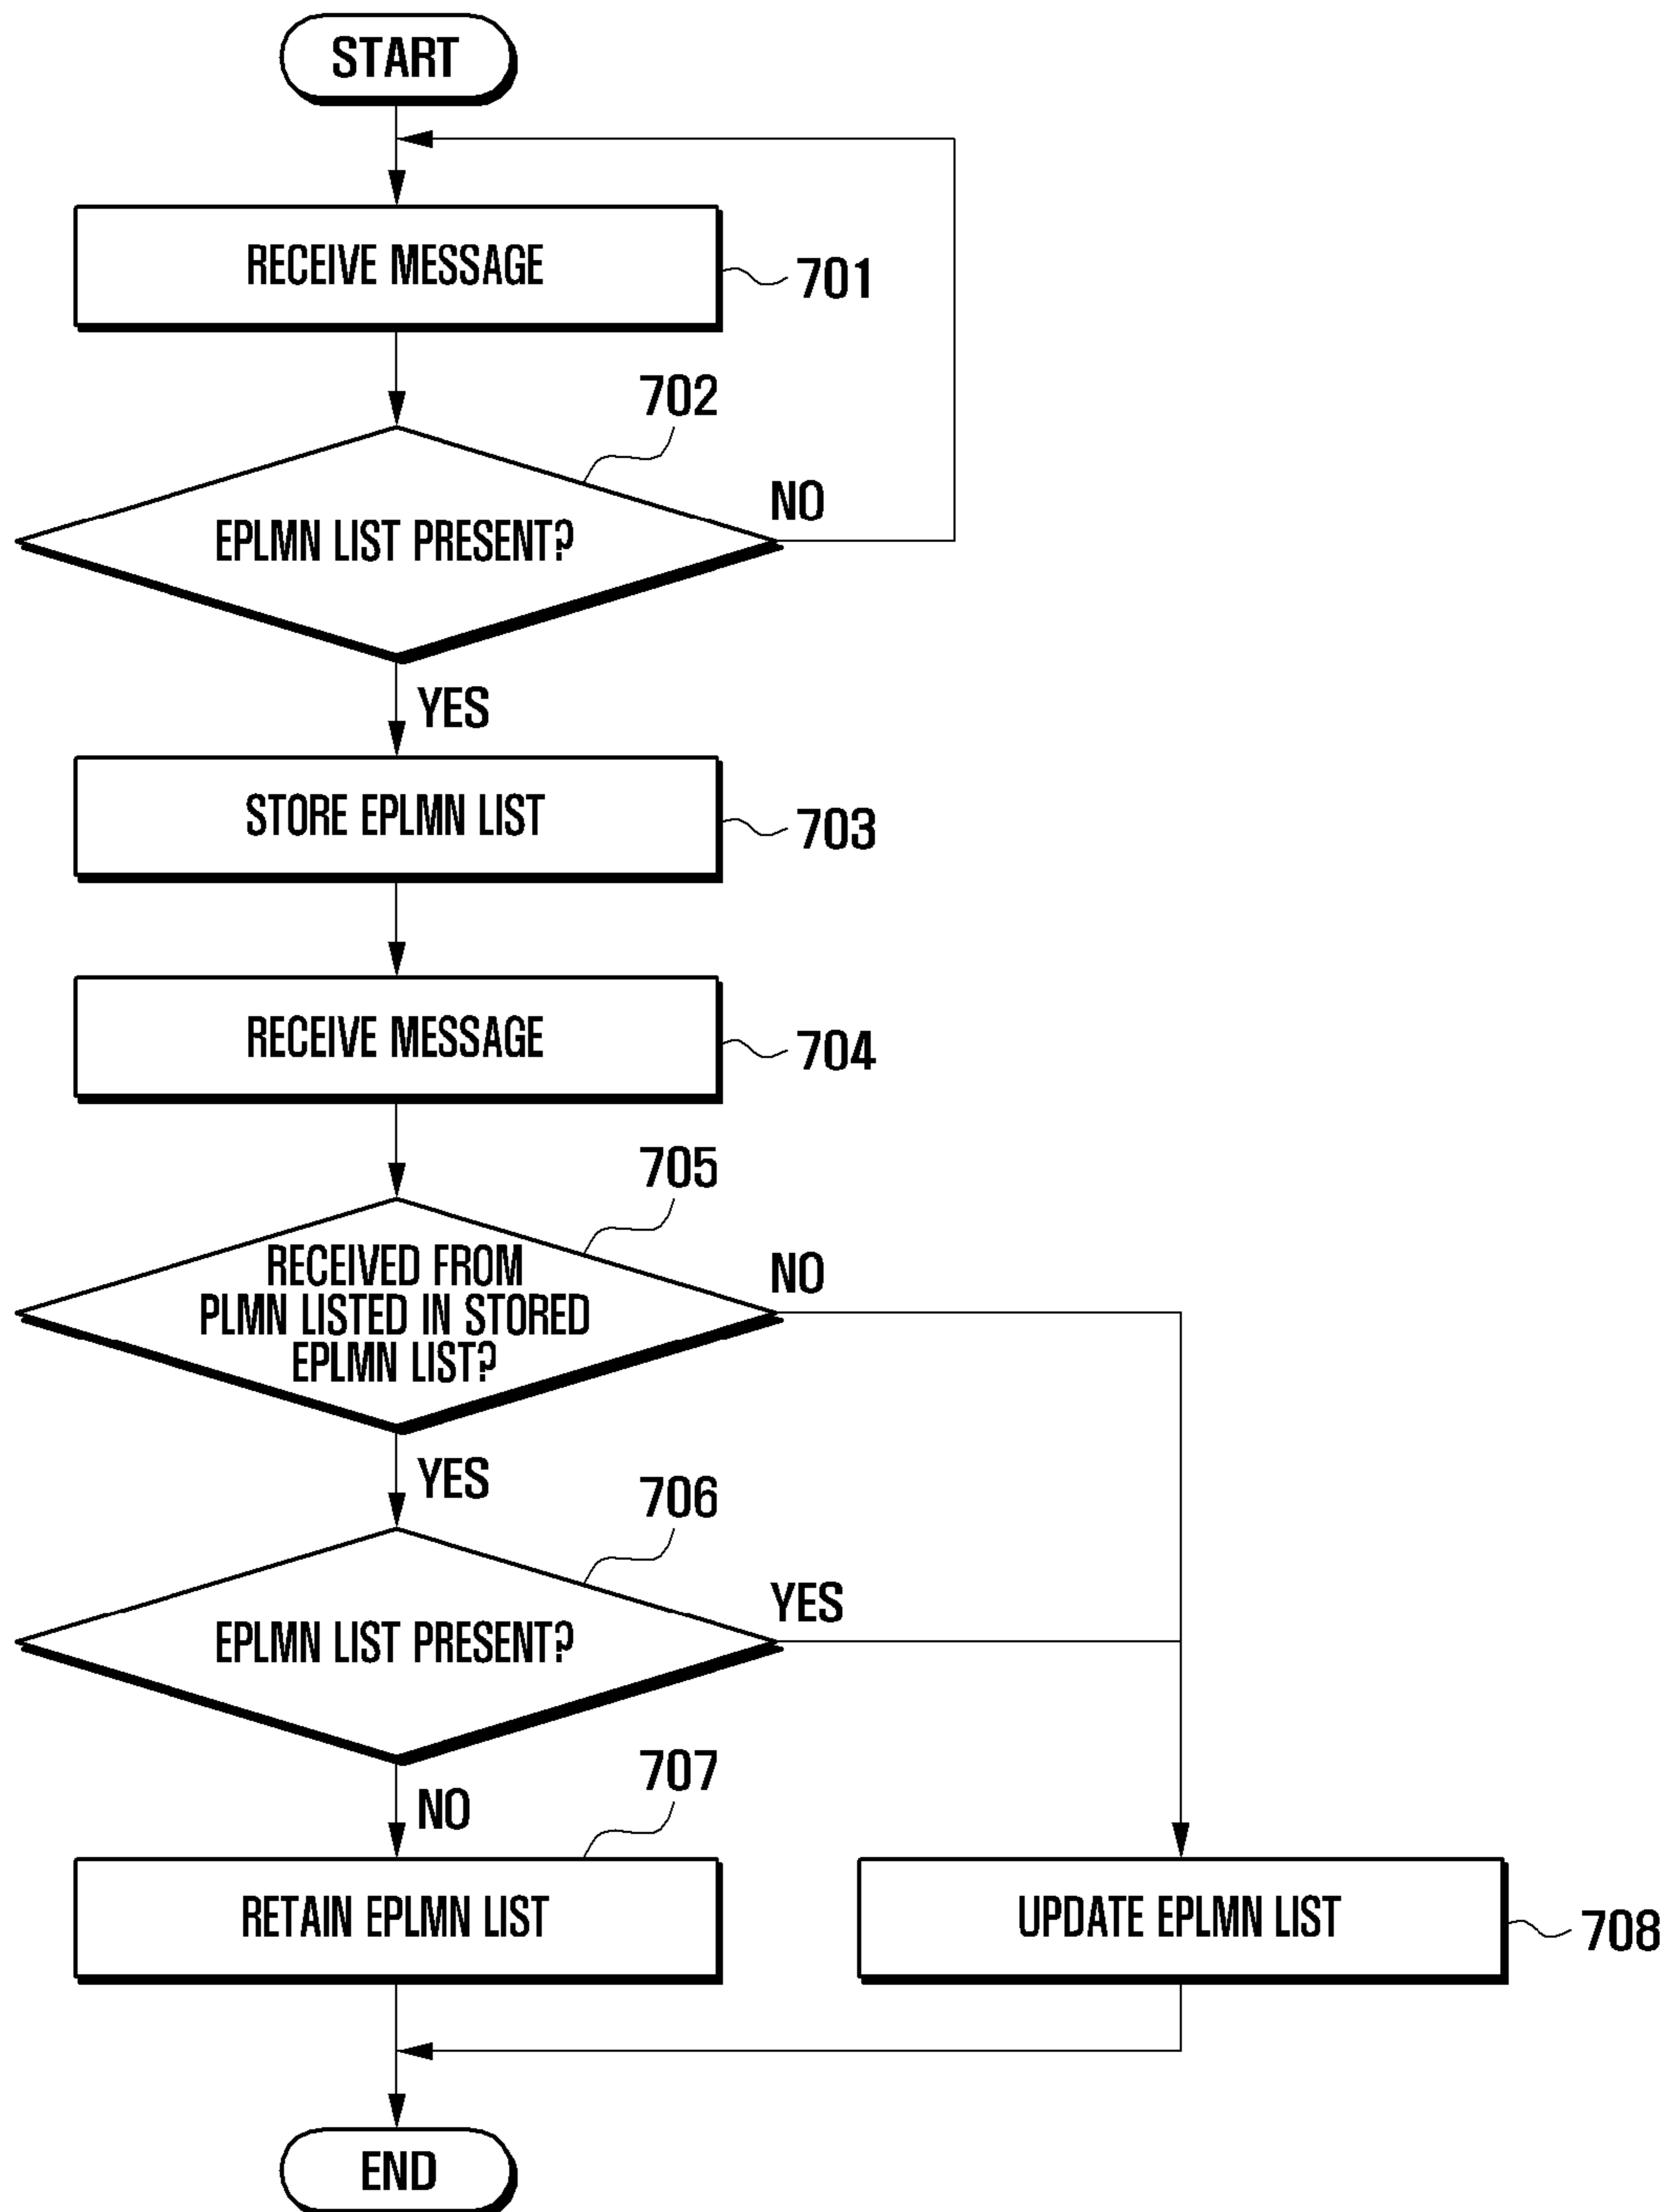 START
RECEIVE MESSAGE
701
702
EPLMN LIST PRESENT?
NO
YES
STORE EPLMN LIST
703
RECEIVE MESSAGE
704
705
RECEIVED FROM
PLMN LISTED IN STORED
EPLMN LIST?
NO
YES
706
EPLMN LIST PRESENT?
YES
707
NO
RETAIN EPLMN LIST
UPDATE EPLMN LIST
708
END